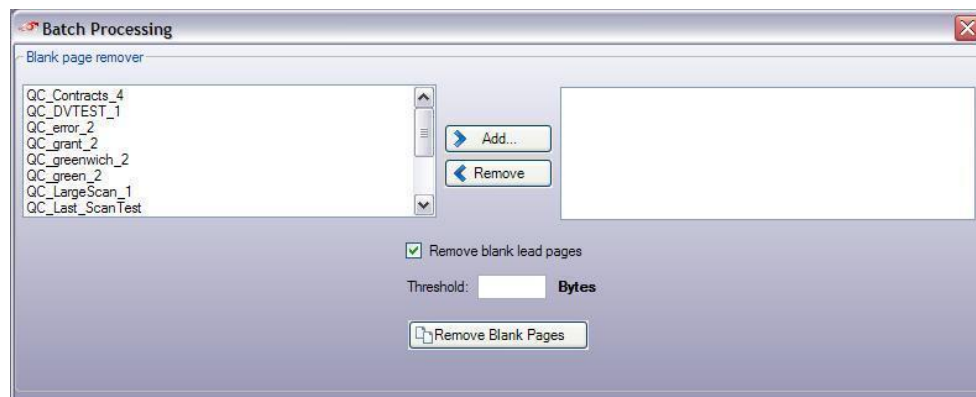 Batch Processing
Blank page remover
QC_Contracts_4
QC_DVTEST_1
QC_error_2
QC_grant_2
QC_greenwich_2
QC_green_2
QC_LargeScan_1
QC_Last_ScanTest
Add...
Remove
Remove blank lead pages
Threshold: Bytes
Remove Blank Pages